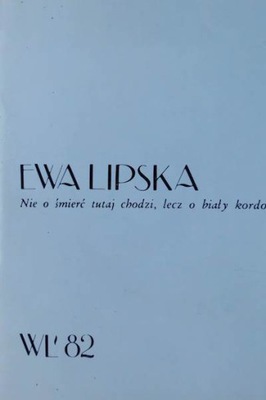 EWA LIPSKA
Nie o śmierć tutaj chodzi, lecz o biały kordo
WL' 82